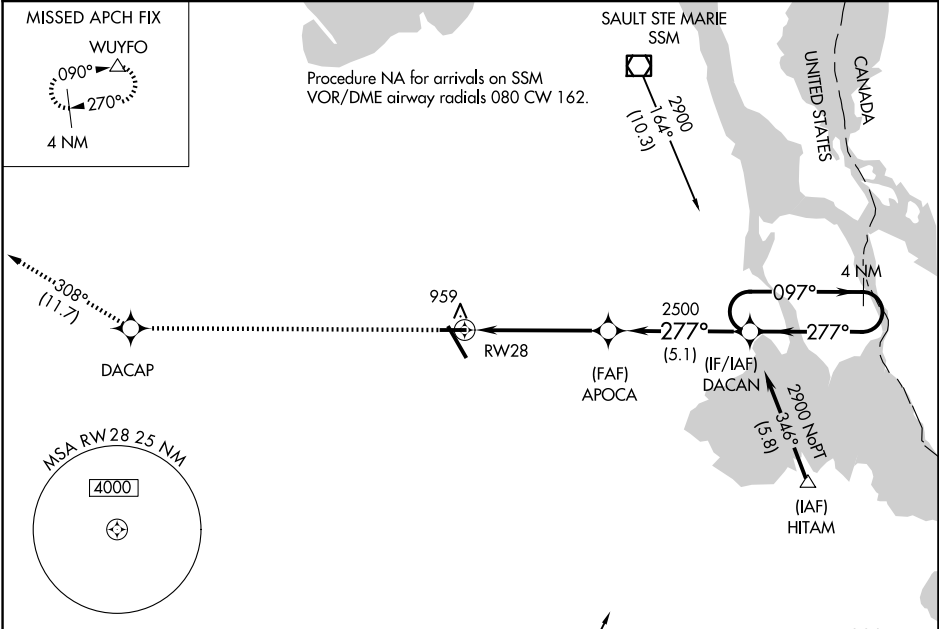 MISSED APCH FIX
WUYFO
090°
270°
4 NM
Procedure NA for arrivals on SSM
VOR/DME airway radials 080 CW 162.
SAULT STE MARIE
SSM
2900
164°
(10.3)
CANADA
UNITED STATES
308°
(11.7)
DACAP
959
RW28
(FAF)
APOCA
2500
277°
(5.1)
(IF/IAF)
DACAN
4 NM
097°
277°
2900 NoPT
346°
(5.8)
(IAF)
HITAM
MSA RW28 25 NM
4000